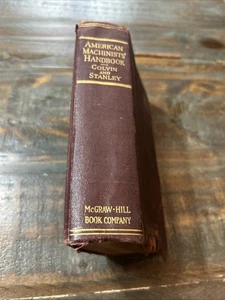 AMERICAN
MACHINISTS'
HANDBOOK
COLVIN
AND
STANLEY
MCGRAW-HILL
BOOK COMPANY